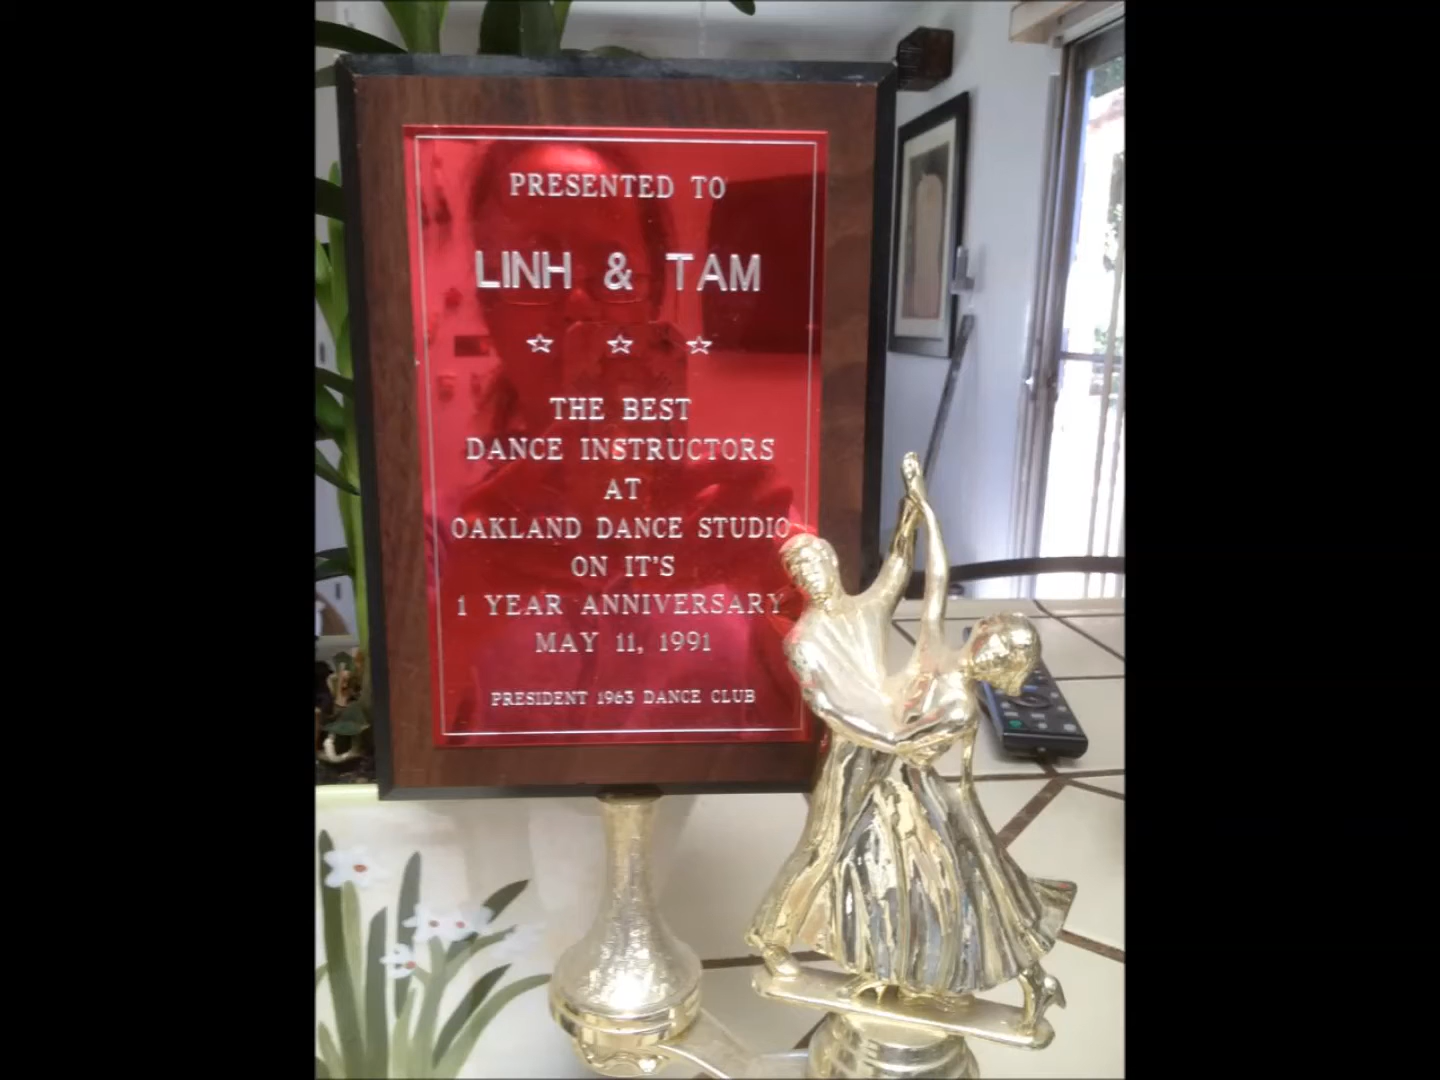 PRESENTED TO
LINH & TAM
THE BEST
DANCE INSTRUCTORS
AT
OAKLAND DANCE STUDIO
ON IT'S
1 YEAR ANNIVERSARY
MAY 11, 1991
PRESIDENT 1963 DANCE CLUB